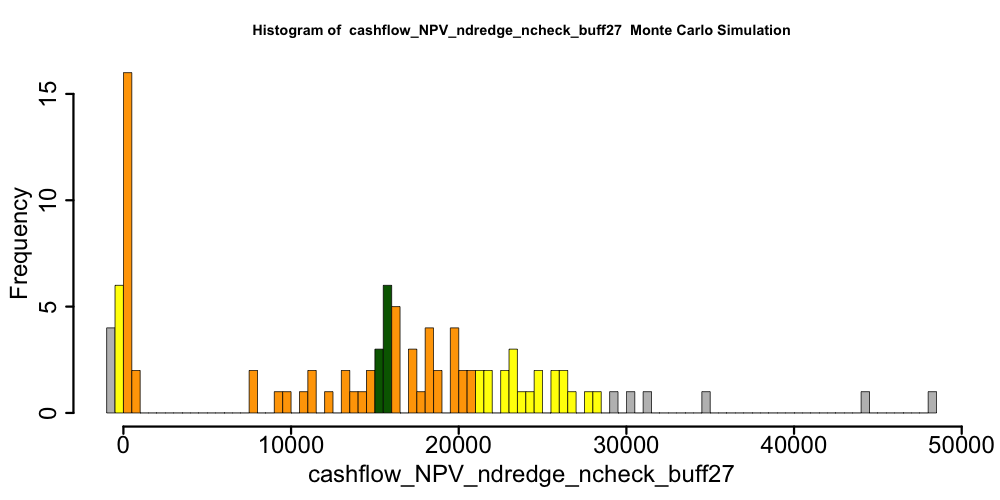 Histogram of  cashflow_NPV_ndredge_ncheck_buff27  Monte Carlo Simulation
15
10
5
0
Frequency
0 10000 20000 30000 40000 50000
cashflow_NPV_ndredge_ncheck_buff27